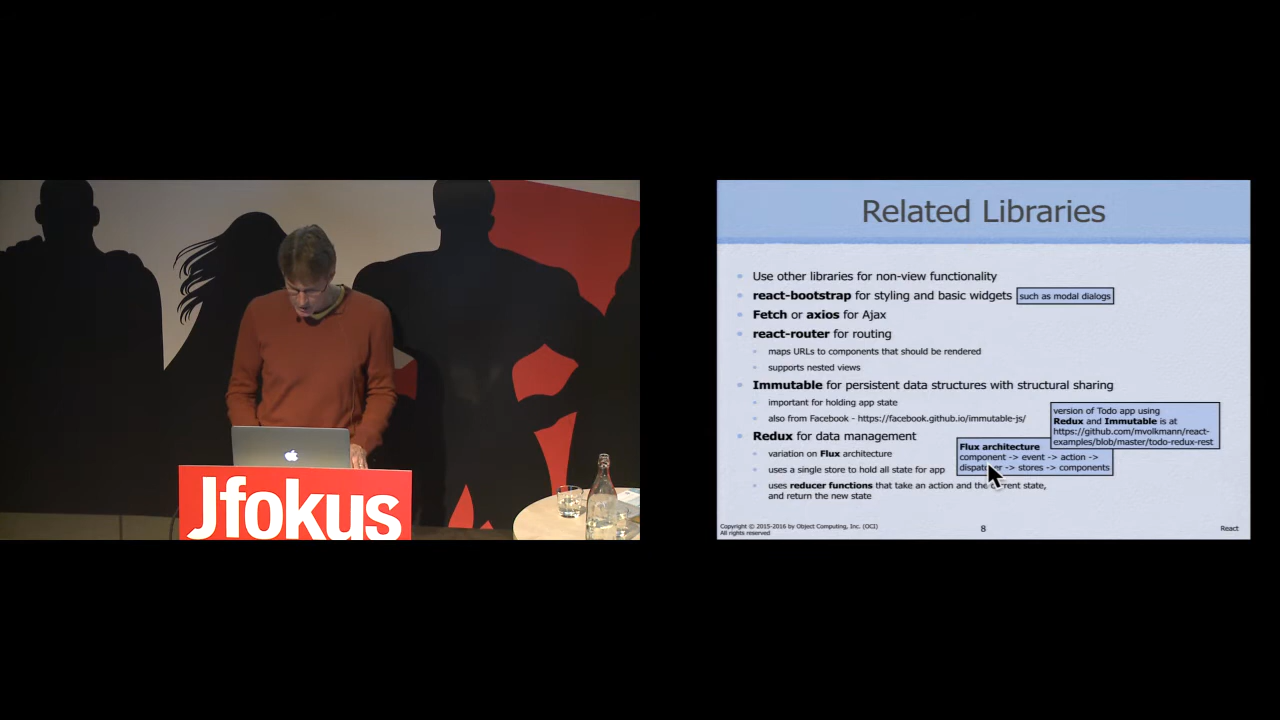 Jfokus
Related Libraries
Use other libraries for non-view functionality
react-bootstrap for styling and basic widgets
such as modal dialogs
Fetch or axios for Ajax
react-router for routing
maps URLs to components that should be rendered
supports nested views
Immutable for persistent data structures with structural sharing
important for holding app state
also from Facebook - https://facebook.github.io/immutable-js/
version of Todo app using
Redux and Immutable is at
https://github.com/mvolkmann/react-
examples/blob/master/todo-redux-rest
Redux for data management
variation on Flux architecture
uses a single store to hold all state for app
Flux architecture
component -> event -> action ->
dispatcher -> stores -> components
uses reducer functions that take an action and the current state,
and return the new state
Copyright © 2015-2016 by Object Computing, Inc. (OCI)
All rights reserved
8
React